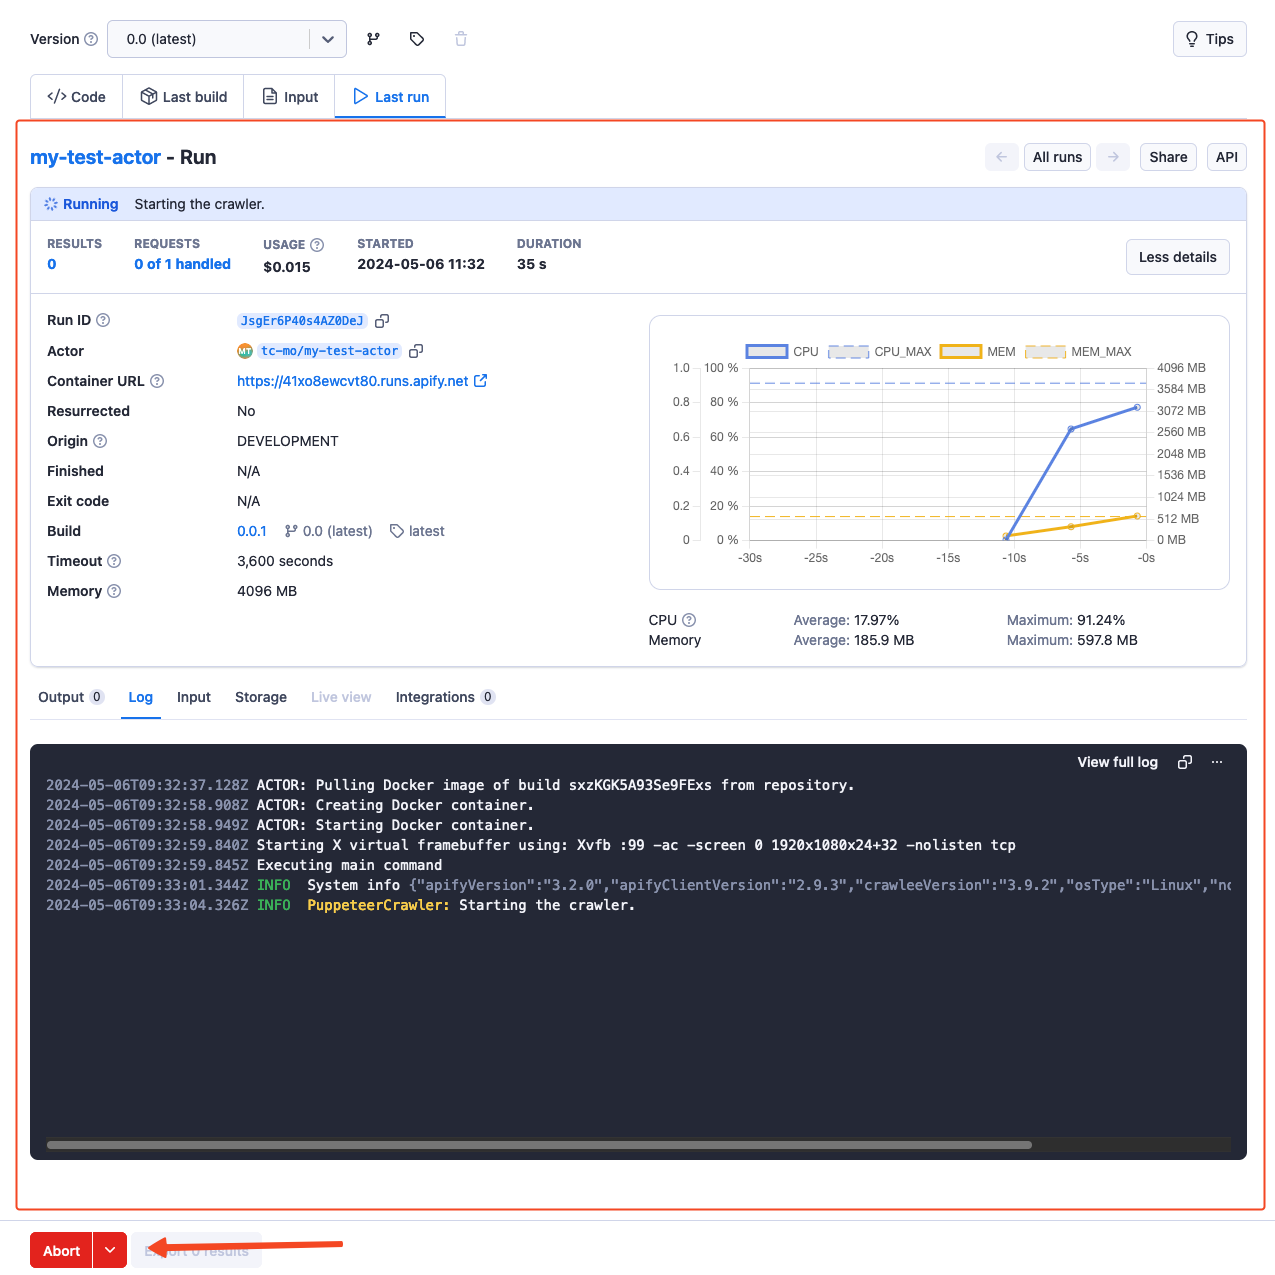 Version 0.0 (latest) Tips
Code Last build Input Last run
my-test-actor - Run All runs Share API
Running Starting the crawler.
RESULTS REQUESTS USAGE STARTED DURATION
0 0 of 1 handled $0.015 2024-05-06 11:32 35 s Less details
Run ID JsgEr6P40s4AZ0DeJ
Actor MT tc-mo/my-test-actor
Container URL https://41xo8ewcvt80.runs.apify.net
Resurrected No
Origin DEVELOPMENT
Finished N/A
Exit code N/A
Build 0.0.1 0.0 (latest) latest
Timeout 3,600 seconds
Memory 4096 MB
CPU CPU_MAX MEM MEM_MAX
1.0 100 % 4096 MB
3584 MB
0.8 80 % 3072 MB
0.6 60 % 2560 MB
2048 MB
0.4 40 % 1536 MB
1024 MB
0.2 20 % 512 MB
0 0 % 0 MB
-30s -25s -20s -15s -10s -5s -0s
CPU Average: 17.97% Maximum: 91.24%
Memory Average: 185.9 MB Maximum: 597.8 MB
Output 0 Log Input Storage Live view Integrations 0
View full log
2024-05-06T09:32:37.128Z ACTOR: Pulling Docker image of build sxzKGK5A93Se9FExs from repository.
2024-05-06T09:32:58.908Z ACTOR: Creating Docker container.
2024-05-06T09:32:58.949Z ACTOR: Starting Docker container.
2024-05-06T09:32:59.840Z Starting X virtual framebuffer using: Xvfb :99 -ac -screen 0 1920x1080x24+32 -nolisten tcp
2024-05-06T09:32:59.845Z Executing main command
2024-05-06T09:33:01.344Z INFO System info {"apifyVersion":"3.2.0","apifyClientVersion":"2.9.3","crawleeVersion":"3.9.2","osType":"Linux","no
2024-05-06T09:33:04.326Z INFO PuppeteerCrawler: Starting the crawler.
Abort Export 0 results